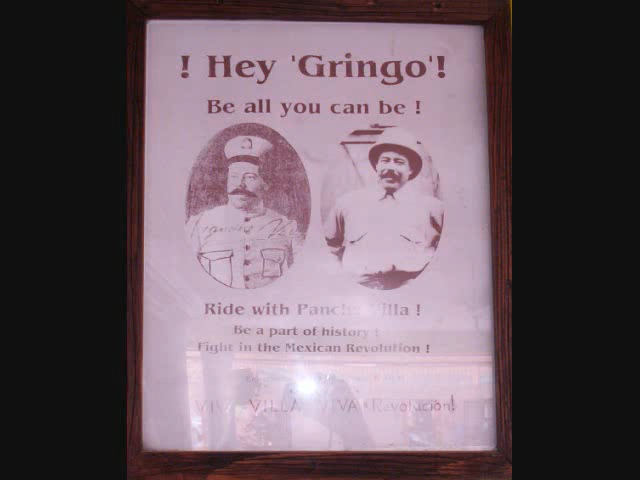 ! Hey 'Gringo'!
Be all you can be !
Ride with Pancho Villa !
Be a part of history !
Fight in the Mexican Revolution !
VIVA VILLA VIVA Revolución!